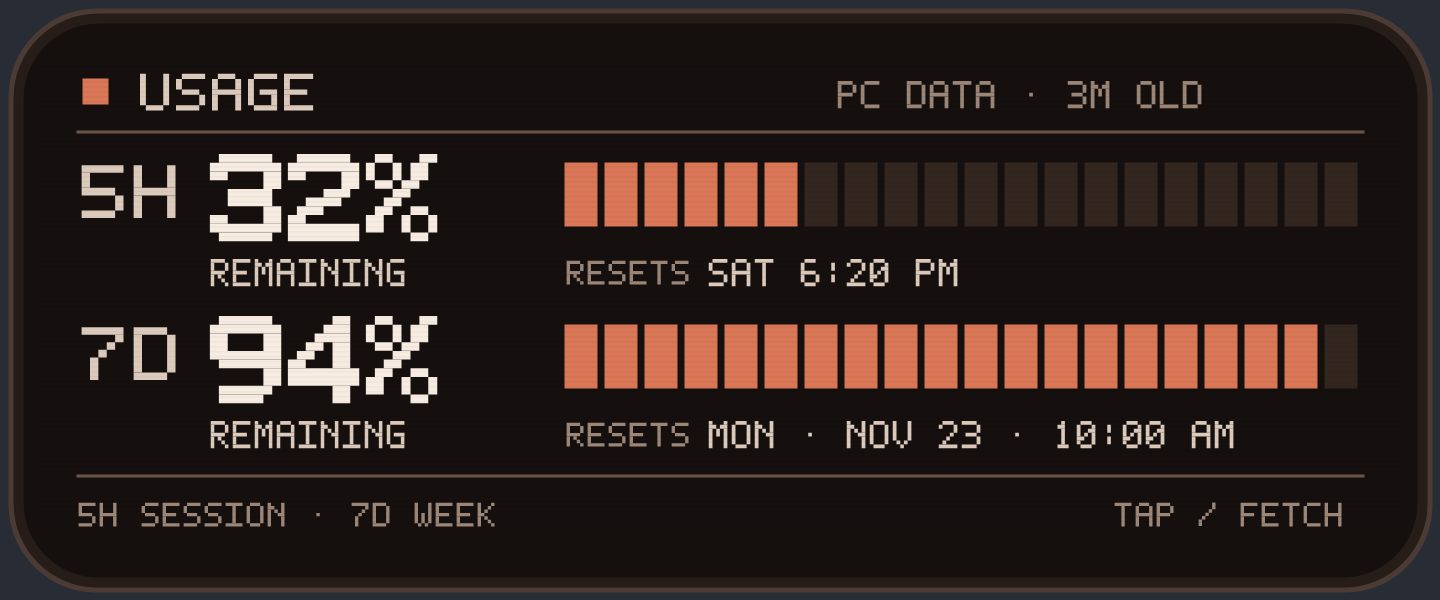 USAGE
PC DATA · 3M OLD
5H 32%
REMAINING
RESETS SAT 6:20 PM
7D 94%
REMAINING
RESETS MON · NOV 23 · 10:00 AM
5H SESSION · 7D WEEK
TAP / FETCH